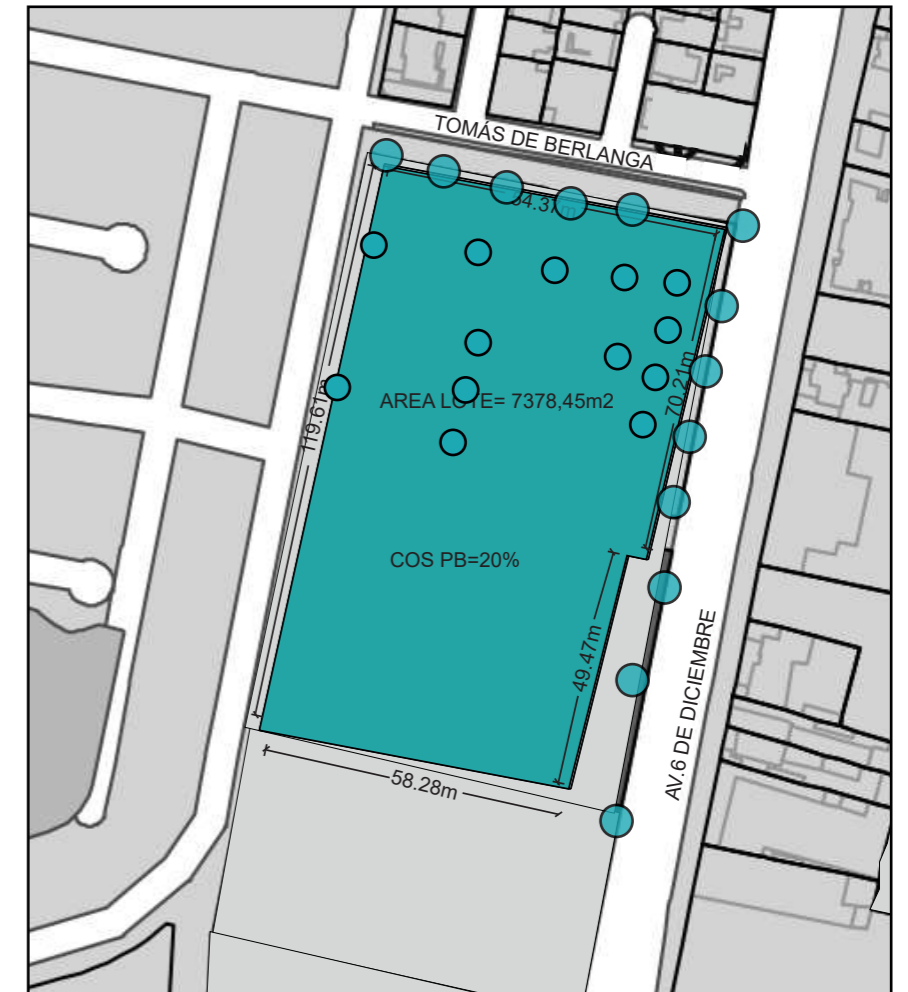 TOMÁS DE BERLANGA
70.21m
119.61m
AREA LOTE= 7378,45m2
COS PB=20%
49.47m
AV.6 DE DICIEMBRE
58.28m